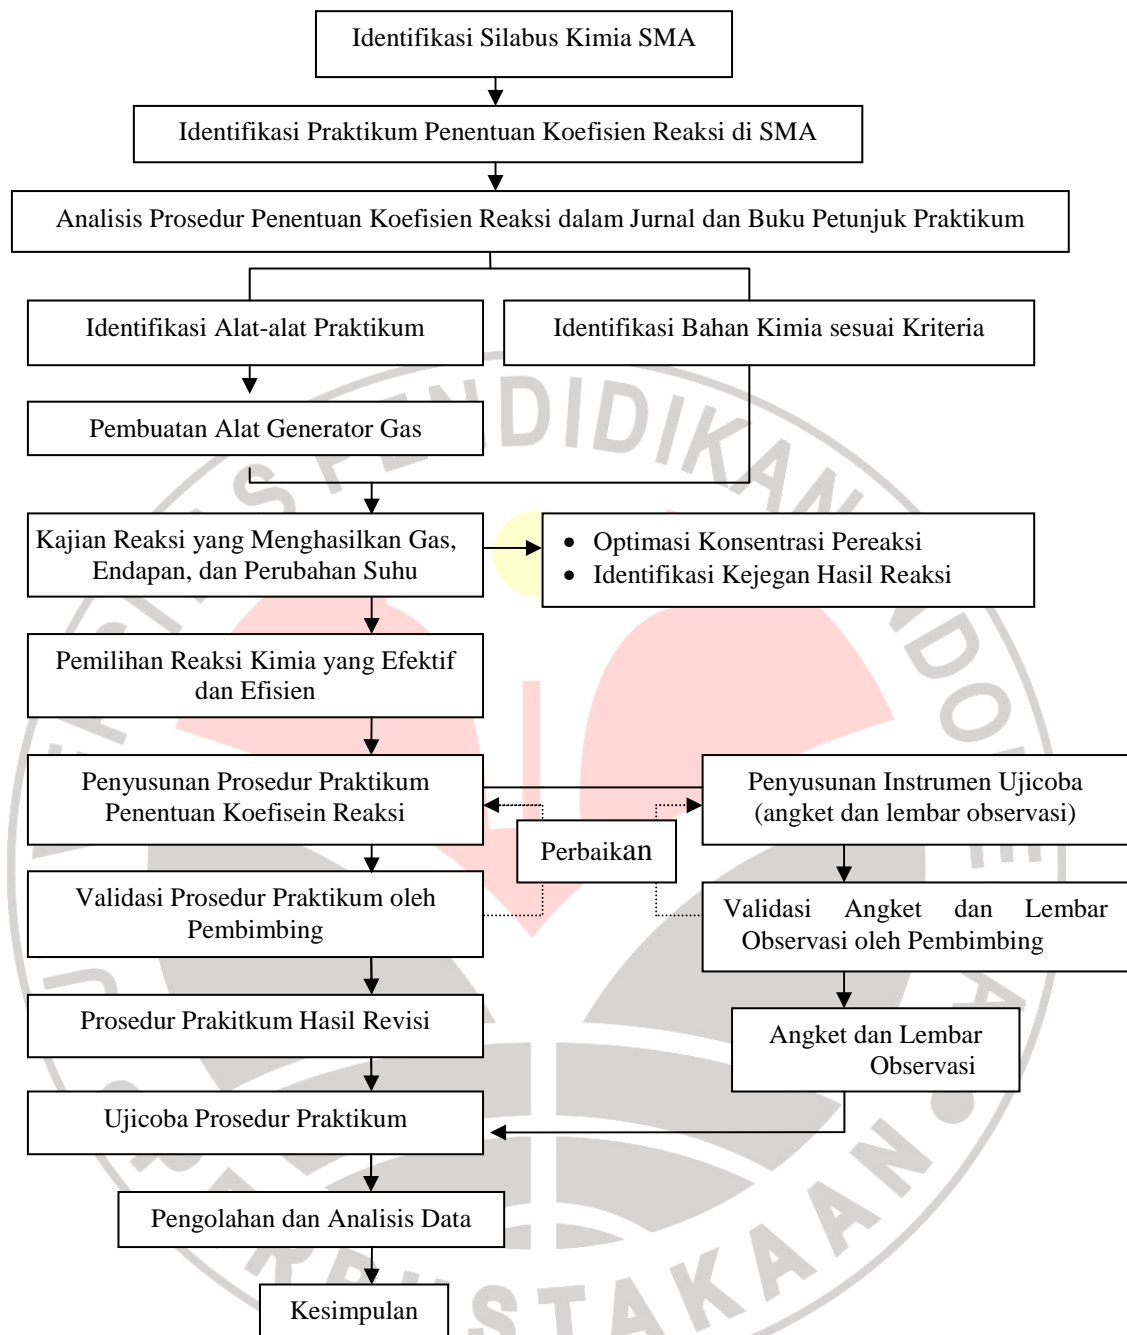 Identifikasi Silabus Kimia SMA
Identifikasi Praktikum Penentuan Koefisien Reaksi di SMA
Analisis Prosedur Penentuan Koefisien Reaksi dalam Jurnal dan Buku Petunjuk Praktikum
Identifikasi Alat-alat Praktikum
Identifikasi Bahan Kimia sesuai Kriteria
Pembuatan Alat Generator Gas
Kajian Reaksi yang Menghasilkan Gas,
Endapan, dan Perubahan Suhu
• Optimasi Konsentrasi Pereaksi
• Identifikasi Kejegan Hasil Reaksi
Pemilihan Reaksi Kimia yang Efektif
dan Efisien
Penyusunan Prosedur Praktikum
Penentuan Koefisein Reaksi
Penyusunan Instrumen Ujicoba
(angket dan lembar observasi)
Perbaikan
Validasi Prosedur Praktikum oleh
Pembimbing
Validasi Angket dan Lembar
Observasi oleh Pembimbing
Prosedur Prakitkum Hasil Revisi
Angket dan Lembar
Observasi
Ujicoba Prosedur Praktikum
Pengolahan dan Analisis Data
Kesimpulan
PENDIDIKAN
PERPUSTAKAAN